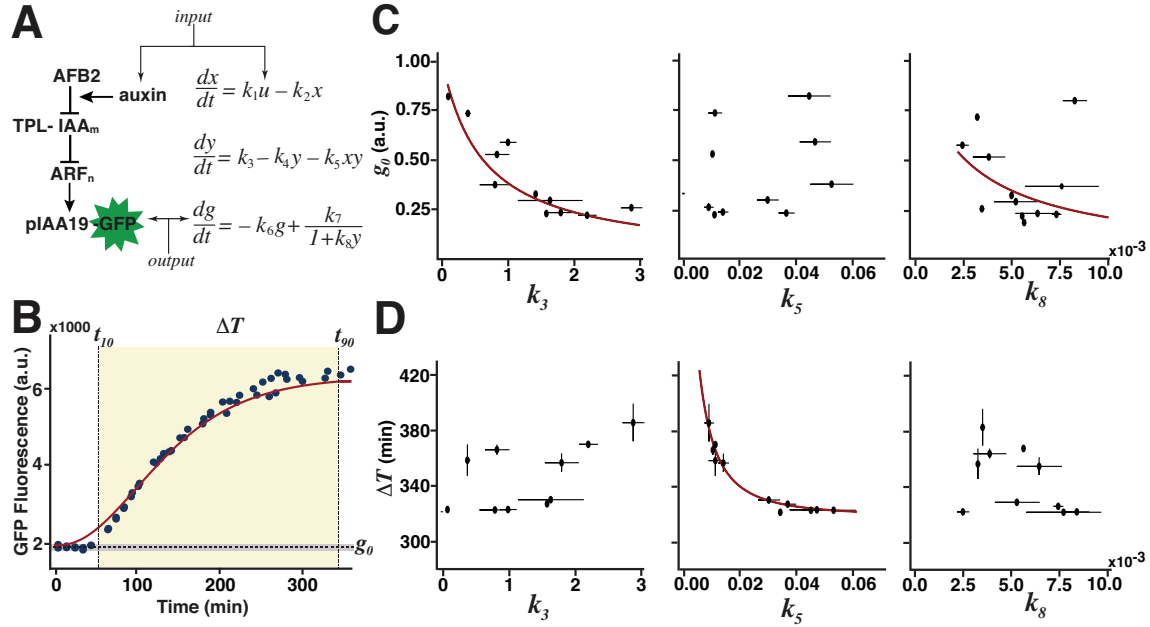 A
input
AFB2
auxin
dx/dt = k₁u – k₂x
TPL- IAAₘ
dy/dt = k₃ – k₄y – k₅xy
ARFₙ
pIAA19-GFP
dg/dt = – k₆g + k₇/(1+k₈y)
output
B
x1000
t₁₀
ΔT
t₉₀
GFP Fluorescence (a.u.)
6
4
2
g₀
0
100
200
300
Time (min)
C
g₀ (a.u.)
1.00
0.75
0.50
0.25
0
1
2
3
k₃
0.00
0.02
0.04
0.06
k₅
x10⁻³
0
2.5
5.0
7.5
10.0
k₈
D
ΔT (min)
420
380
340
300
0
1
2
3
k₃
0.00
0.02
0.04
0.06
k₅
x10⁻³
0
2.5
5.0
7.5
10.0
k₈